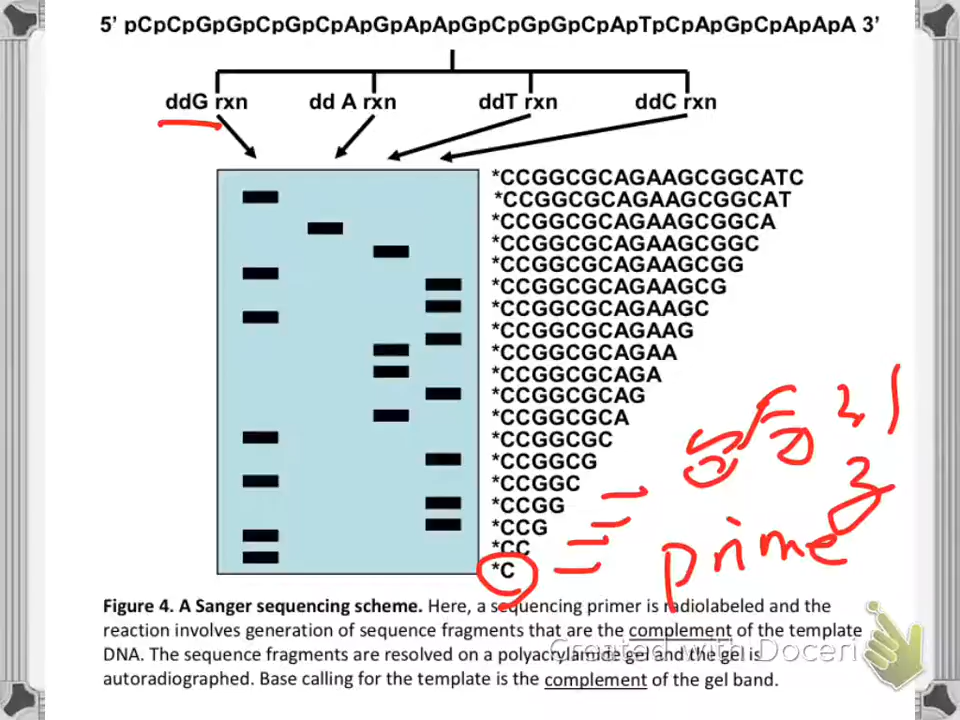 5' pCpCpGpGpCpGpCpApGpApApGpCpGpGpCpApTpCpApGpCpApApA 3'
ddG rxn dd A rxn ddT rxn ddC rxn
*CCGGCGCAGAAGCGGCATC
*CCGGCGCAGAAGCGGCAT
*CCGGCGCAGAAGCGGCA
*CCGGCGCAGAAGCGGC
*CCGGCGCAGAAGCGG
*CCGGCGCAGAAGCG
*CCGGCGCAGAAGC
*CCGGCGCAGAAG
*CCGGCGCAGAA
*CCGGCGCAGA
*CCGGCGCAG
*CCGGCGCA
*CCGGCGC
*CCGGCG
*CCGGC
*CCGG
*CCG
*CC
*C
prime
Figure 4. A Sanger sequencing scheme. Here, a sequencing primer is radiolabeled and the
reaction involves generation of sequence fragments that are the complement of the template
DNA. The sequence fragments are resolved on a polyacrylamide gel and the gel is
autoradiographed. Base calling for the template is the complement of the gel band.
Created with Doceri